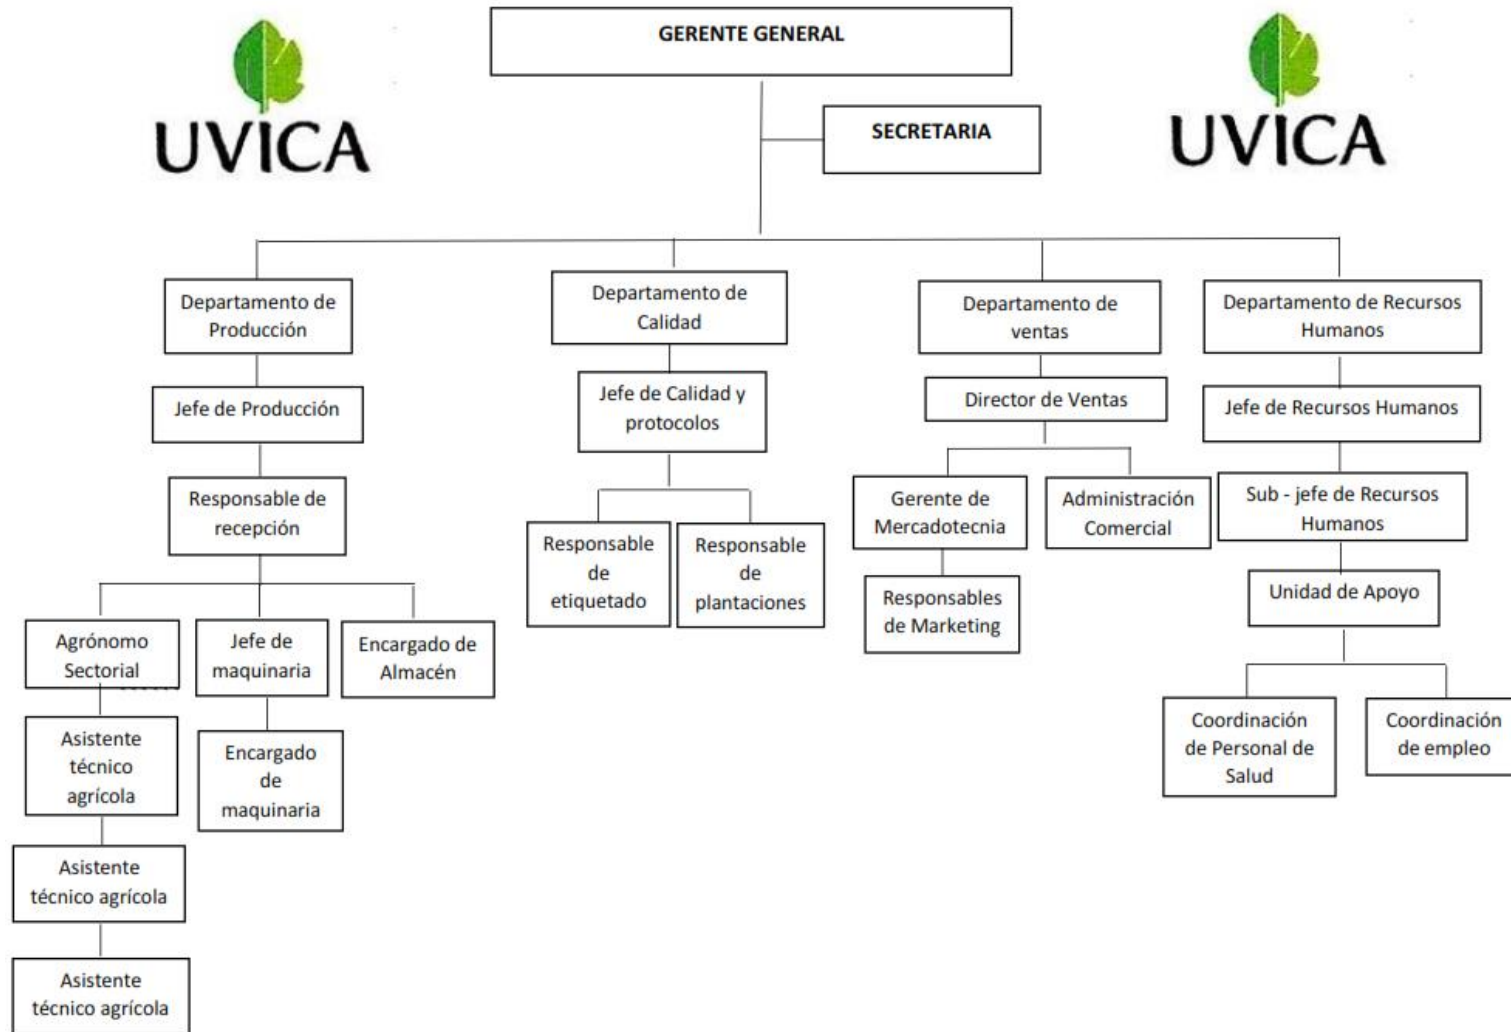 UVICA
GERENTE GENERAL
UVICA
SECRETARIA
Departamento de
Producción
Departamento de
Calidad
Departamento de
ventas
Departamento de Recursos
Humanos
Jefe de Producción
Jefe de Calidad y
protocolos
Director de Ventas
Jefe de Recursos Humanos
Responsable de
recepción
Responsable
de
etiquetado
Responsable
de
plantaciones
Gerente de
Mercadotecnia
Administración
Comercial
Sub - jefe de Recursos
Humanos
Responsables
de Marketing
Unidad de Apoyo
Agrónomo
Sectorial
Jefe de
maquinaria
Encargado de
Almacén
Coordinación
de Personal de
Salud
Coordinación
de empleo
Asistente
técnico
agrícola
Encargado
de
maquinaria
Asistente
técnico agrícola
Asistente
técnico agrícola